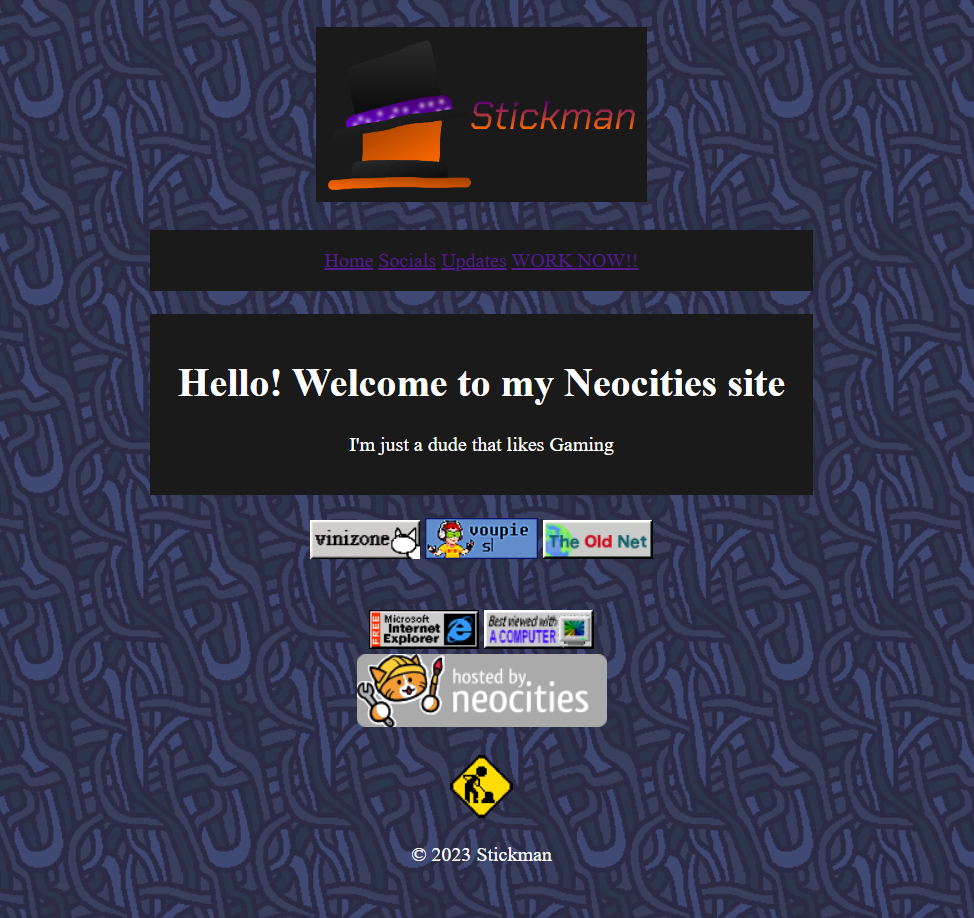 Stickman
Home Socials Updates WORK NOW!!
Hello! Welcome to my Neocities site
I'm just a dude that likes Gaming
vinizone
voupie
s
The Old Net
FREE
Microsoft
Internet
Explorer
Best viewed with
A COMPUTER
hosted by
neocities
© 2023 Stickman